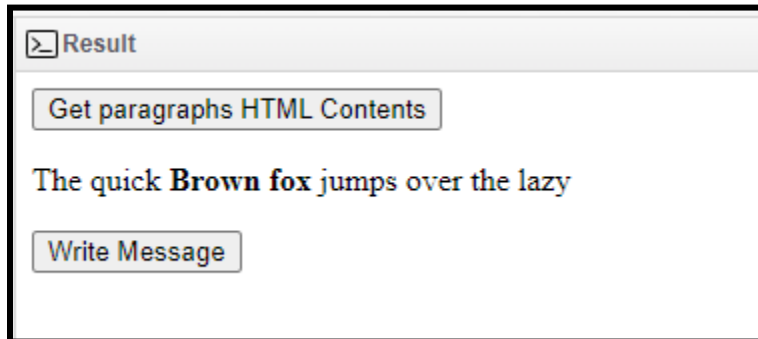 Result
Get paragraphs HTML Contents
The quick Brown fox jumps over the lazy
Write Message